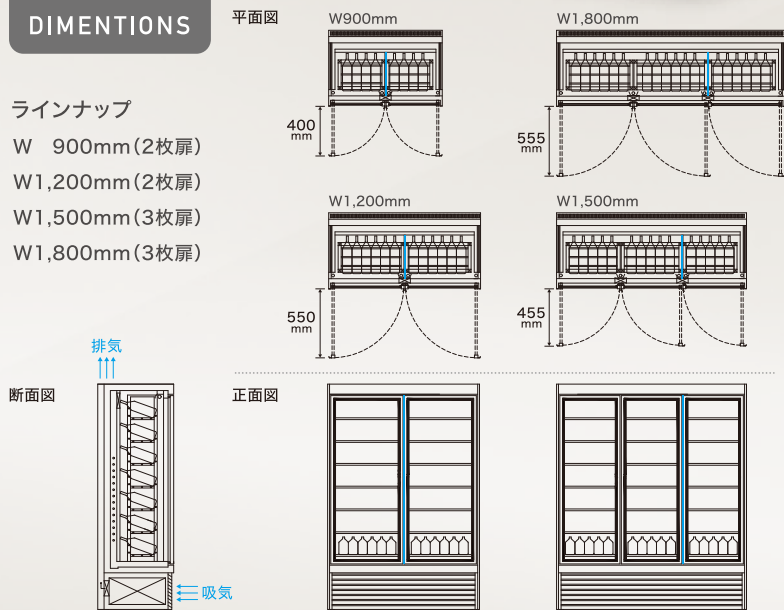 DIMENTIONS
ラインナップ
W 900mm(2枚扉)
W1,200mm(2枚扉)
W1,500mm(3枚扉)
W1,800mm(3枚扉)
平面図
W900mm
400
mm
W1,800mm
555
mm
W1,200mm
550
mm
W1,500mm
455
mm
断面図
排気
吸気
正面図